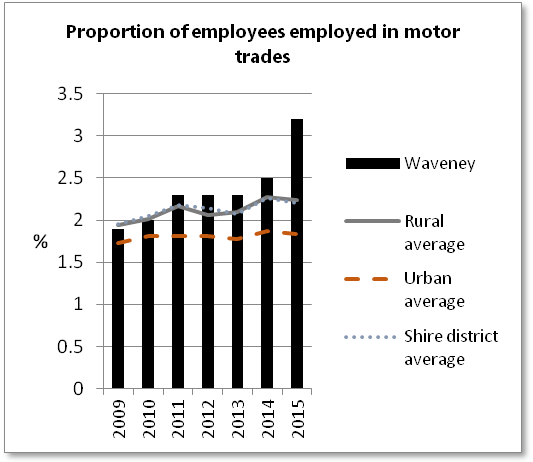 Proportion of employees employed in motor
trades
3.5
3
2.5
2
1.5
1
0.5
0
%
2009
2010
2011
2012
2013
2014
2015
Waveney
Rural
average
Urban
average
Shire district
average